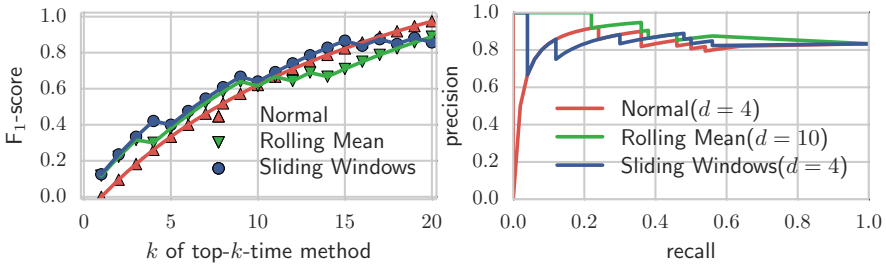 F₁-score
1.0
0.8
0.6
0.4
0.2
0.0
Normal
Rolling Mean
Sliding Windows
0 5 10 15 20
k of top-k-time method
precision
1.0
0.8
0.6
0.4
0.2
0.0
Normal(d = 4)
Rolling Mean(d = 10)
Sliding Windows(d = 4)
0.0 0.2 0.4 0.6 0.8 1.0
recall